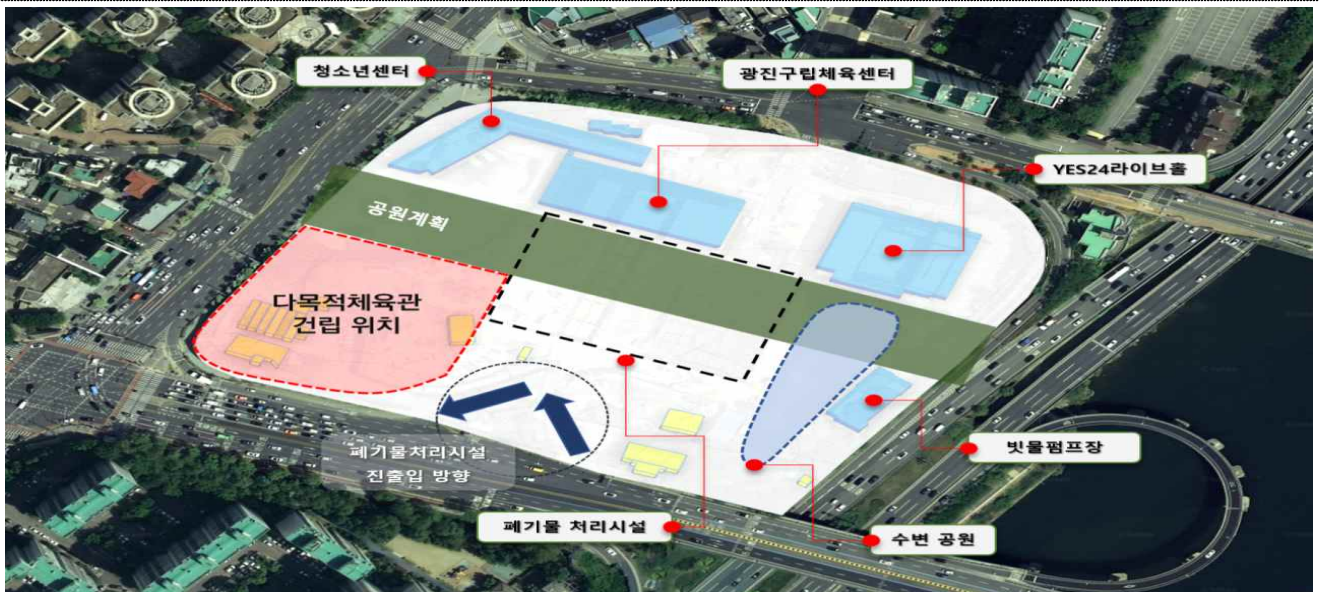 청소년센터
광진구립체육센터
YES24라이브홀
공원계획
다목적체육관
건립 위치
폐기물처리시설
진출입 방향
빗물펌프장
폐기물 처리시설
수변 공원